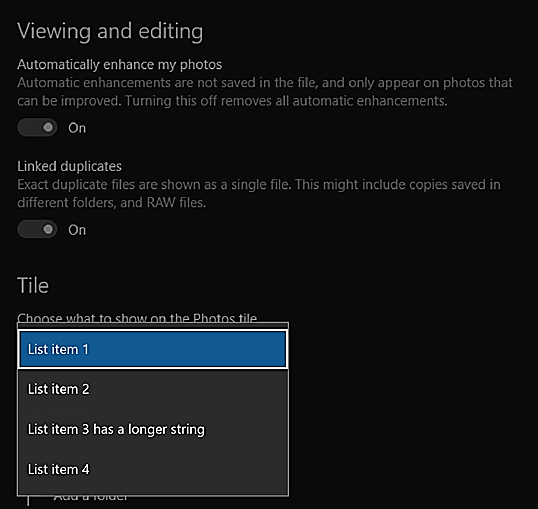 Viewing and editing
Automatically enhance my photos
Automatic enhancements are not saved in the file, and only appear on photos that
can be improved. Turning this off removes all automatic enhancements.
On
Linked duplicates
Exact duplicate files are shown as a single file. This might include copies saved in
different folders, and RAW files.
On
Tile
Choose what to show on the Photos tile
List item 1
List item 2
List item 3 has a longer string
List item 4
Add a folder